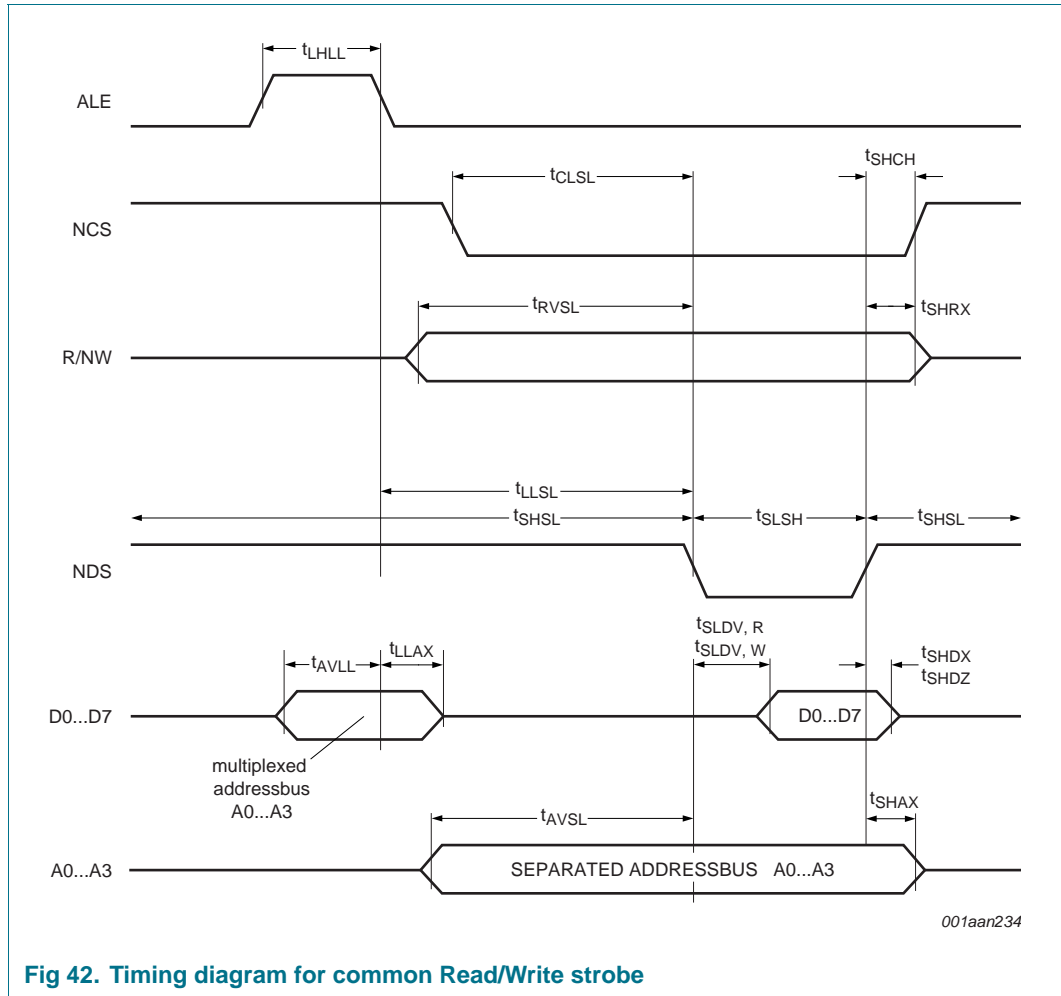 tLHLL
ALE
tSHCH
tCLSL
NCS
tRVSL
tSHRX
R/NW
tLLSL
tSHSL
tSLSH
tSHSL
NDS
tSLDV, R
tSLDV, W
tSHDX
tSHDZ
tAVLL
tLLAX
D0...D7
D0...D7
multiplexed
addressbus
A0...A3
tSHAX
tAVSL
A0...A3
SEPARATED ADDRESSBUS A0...A3
001aan234
Fig 42. Timing diagram for common Read/Write strobe